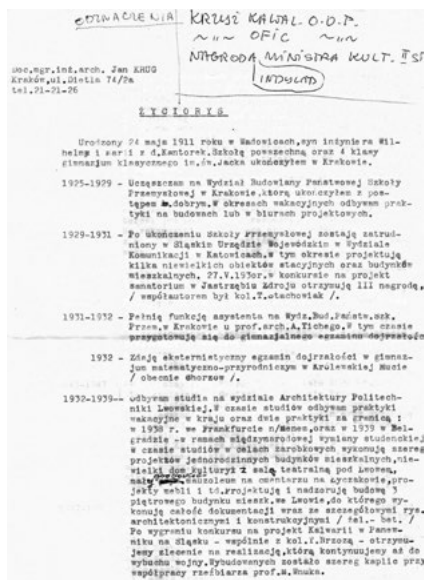 ODZNACZENIA
KRZYŻ KAWAL. O.O.P.
~ " ~ OFIC ~ " ~
NAGRODA MINISTRA KULT. II ST
INDYWID
Doc.mgr.inż.arch. Jan KRUG
Kraków,ul.Dietla 74/2a
tel.21-21-26
Ż Y C I O R Y S
Urodzony 24 maja 1911 roku w Wadowicach,syn inżyniera Wil-
helma i Marii z d.Kantorek.Szkołę powszechną oraz 4 klasy
gimnazjum klasycznego im.św.Jacka ukończyłem w Krakowie.
1925-1929 - Uczęszczam na Wydział Budowlany Państwowej Szkoły
Przemysłowej w Krakowie,którą ukończyłem z pos-
tępem b.dobrym.W okresach wakacyjnych odbywam prak-
tyki na budowach lub w biurach projektowych.
1929-1931 - Po ukończeniu Szkoły Przemysłowej zostaję zatrud-
niony w Śląskim Urzędzie Wojewódzkim w Wydziale
Komunikacji w Katowicach.W tym okresie projektuję
kilka niewielkich obiektów stacyjnych oraz budynków
mieszkalnych. 27.V.1930r.w konkursie na projekt
sanatorium w Jastrzębiu Zdroju otrzymuję III nagrodę,
/ współautorem był kol.T. /.
1931-1932 - Pełnię funkcję asystenta na Wydz.Bud.Państw.szk.
Przem.w Krakowie u prof.arch.A.Tichego.W tym czasie
przygotowuję się do gimnazjalnego egzaminu dojrzałości
1932 - Zdaję eksternistyczny egzamin dojrzałości w gimnaz-
jum matematyczno-przyrodniczym w Królewskiej Hucie
/ obecnie Chorzów /.
1932-1939 - Odbywam studia na wydziale Architektury Politech-
niki Lwowskiej.W czasie studiów odbywam praktyki
wakacyjne w kraju oraz dwie praktyki za granicą :
w 1938 r. we Frankfurcie n/Menem,oraz w 1939 w Bel-
gradzie -w ramach międzynarodowej wymiany studenckiej
W czasie studiów w celach zarobkowych wykonuję szereg
projektów jednorodzinnych budynków mieszkalnych,nie-
wielki dom kultury z salą teatralną pod Lwowem,
mauzoleum na cmentarzu na Łyczakowie,pro-
jekty mebli i td.Projektuję i nadzoruję budowę 3
piętrowego budynku mieszk.we Lwowie,do którego wy-
konuję całość dokumentacji wraz ze szczegółowymi rys.
architektonicznymi i konstrukcyjnymi / żel.- bet. /
Po wygraniu konkursu na projekt Kalwarii w Panew-
niku na Śląsku - wspólnie z kol.T.Brzozą - otrzymu-
jemy zlecenie na realizację,którą kontynuujemy aż do
wybuchu wojny.Wybudowanych zostało szereg kaplic przy
współpracy rzeźbiarza prof.M.Wnuka.